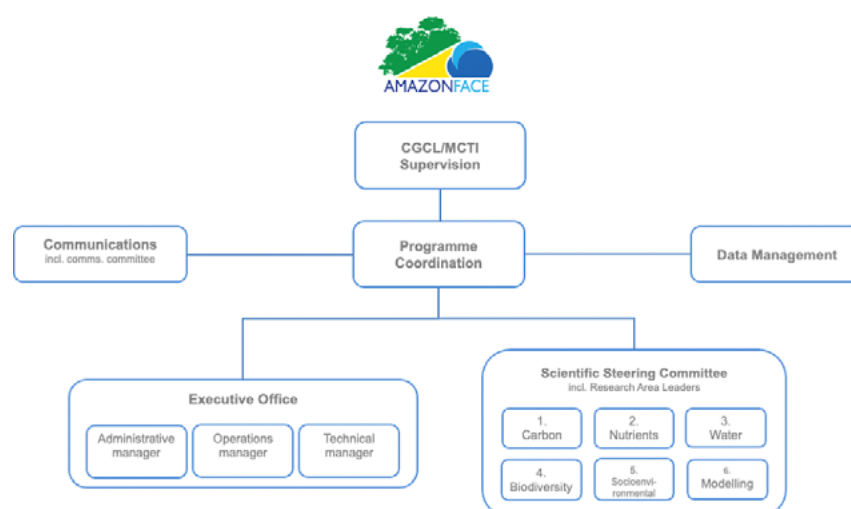 AMAZONFACE
CGCL/MCTI
Supervision
Communications
incl. comms. committee
Programme
Coordination
Data Management
Executive Office
Administrative
manager
Operations
manager
Technical
manager
Scientific Steering Committee
incl. Research Area Leaders
1.
Carbon
2.
Nutrients
3.
Water
4.
Biodiversity
5.
Socioenvi-
ronmental
6.
Modelling